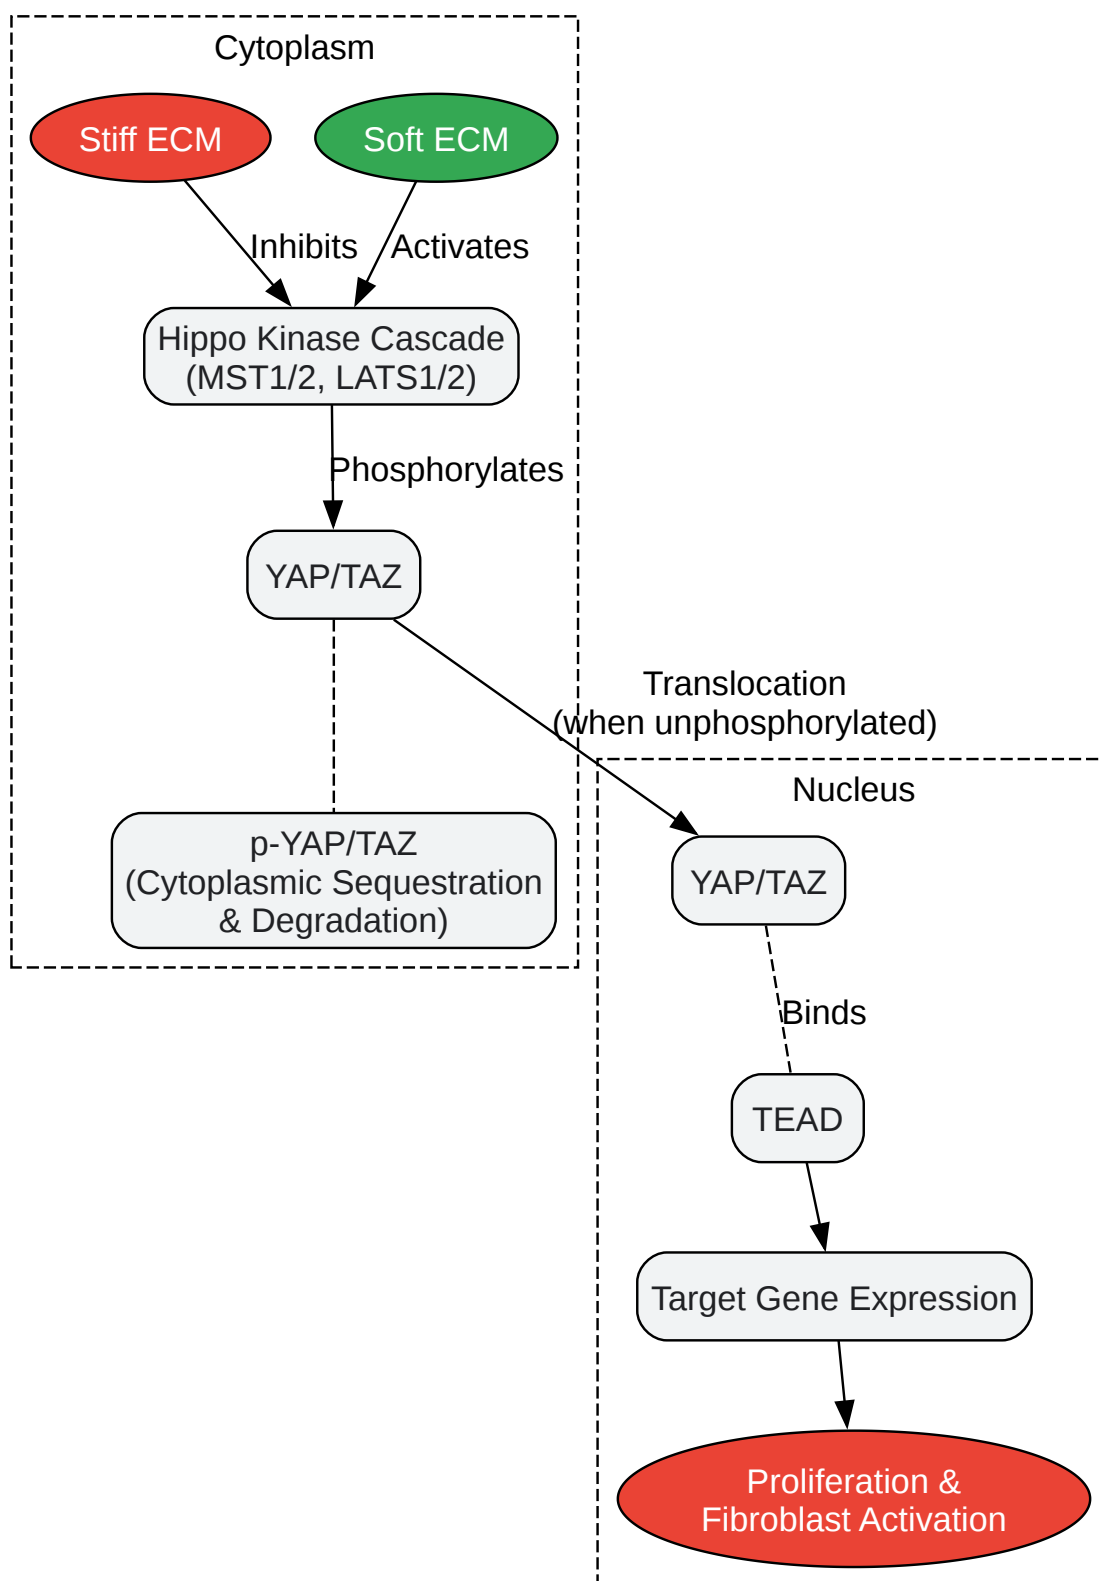 Cytoplasm
Stiff ECM
Soft ECM
Inhibits
Activates
Hippo Kinase Cascade
(MST1/2, LATS1/2)
Phosphorylates
YAP/TAZ
Translocation
(when unphosphorylated)
Nucleus
p-YAP/TAZ
(Cytoplasmic Sequestration
& Degradation)
YAP/TAZ
Binds
TEAD
Target Gene Expression
Proliferation &
Fibroblast Activation